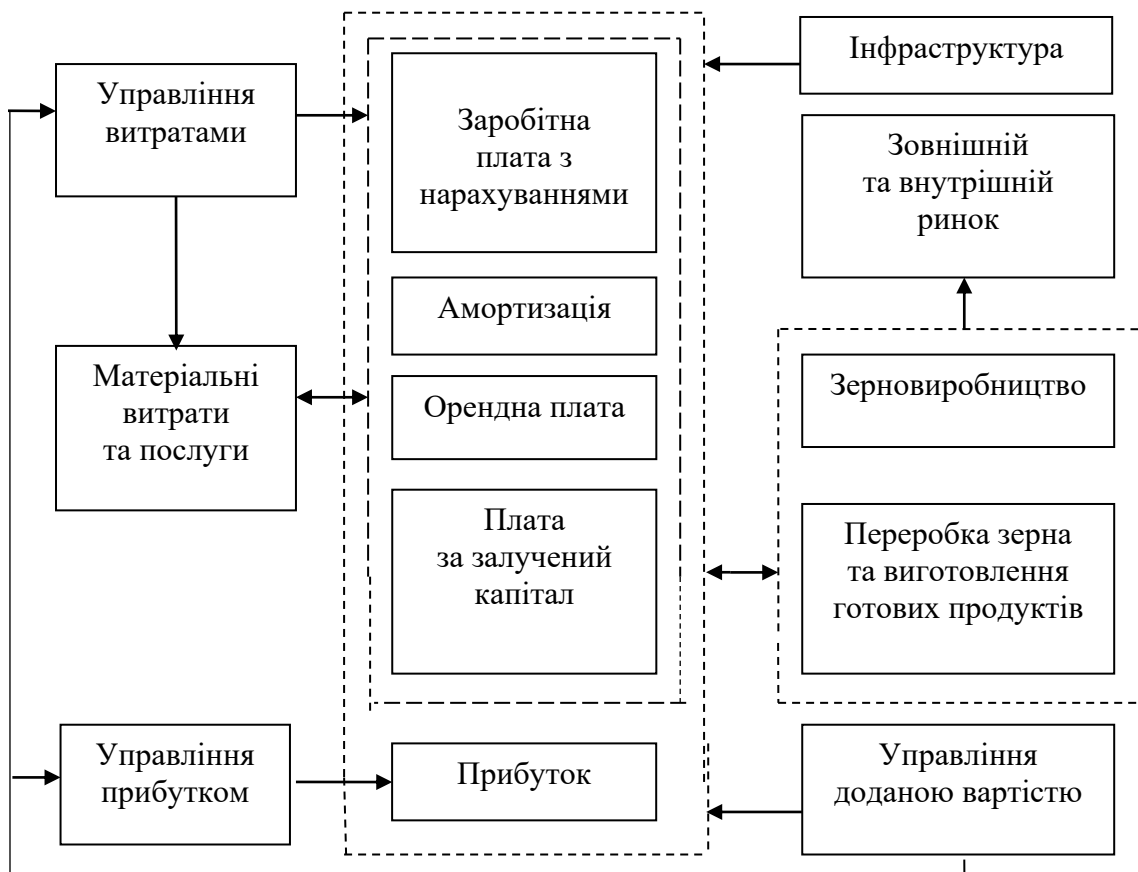 Управління
витратами
Матеріальні
витрати
та послуги
Управління
прибутком
Заробітна
плата з
нарахуваннями
Амортизація
Орендна плата
Плата
за залучений
капітал
Прибуток
Інфраструктура
Зовнішній
та внутрішній
ринок
Зерновиробництво
Переробка зерна
та виготовлення
готових продуктів
Управління
доданою вартістю